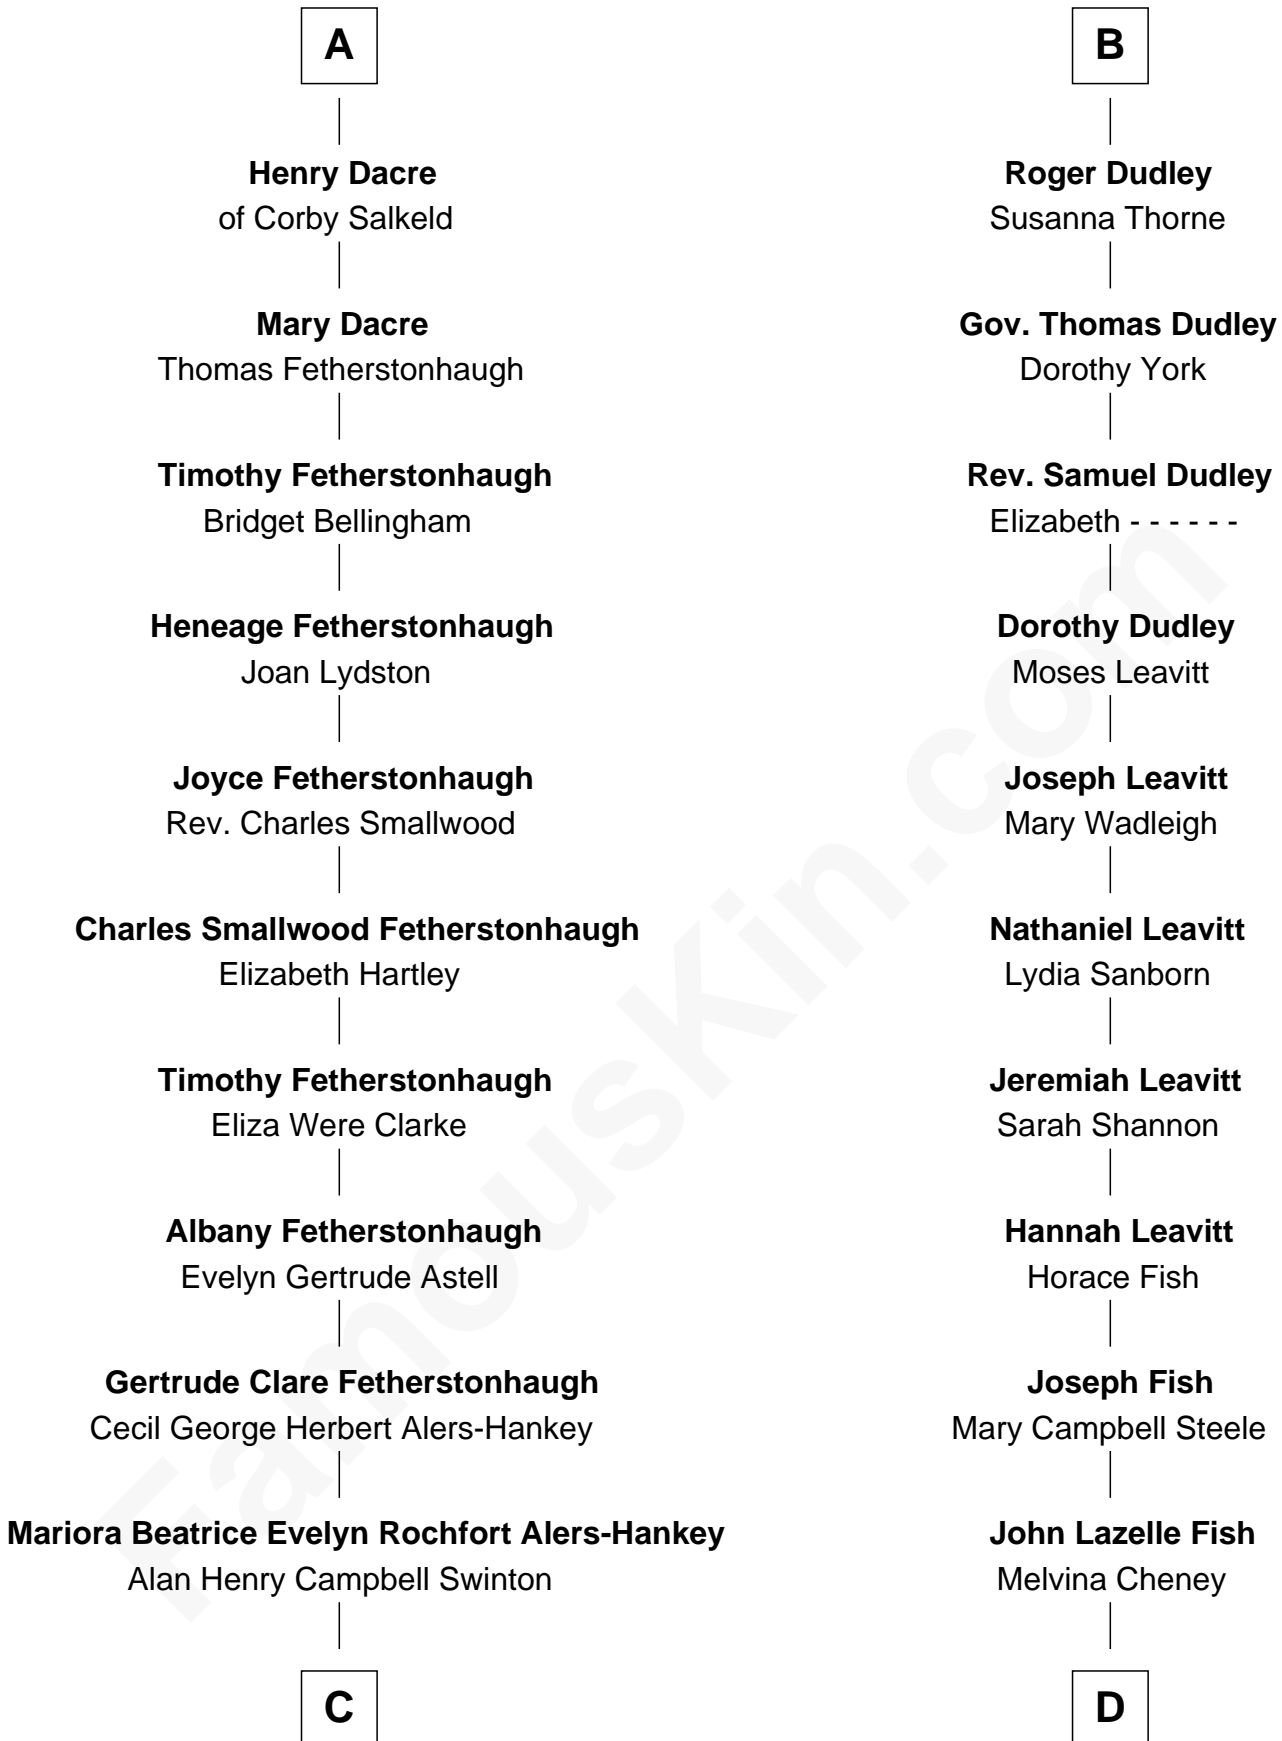 A
Henry Dacre
of Corby Salkeld
Mary Dacre
Thomas Fetherstonhaugh
Timothy Fetherstonhaugh
Bridget Bellingham
Heneage Fetherstonhaugh
Joan Lydston
Joyce Fetherstonhaugh
Rev. Charles Smallwood
Charles Smallwood Fetherstonhaugh
Elizabeth Hartley
Timothy Fetherstonhaugh
Eliza Were Clarke
Albany Fetherstonhaugh
Evelyn Gertrude Astell
Gertrude Clare Fetherstonhaugh
Cecil George Herbert Alers-Hankey
Mariora Beatrice Evelyn Rochfort Alers-Hankey
Alan Henry Campbell Swinton
C
B
Roger Dudley
Susanna Thorne
Gov. Thomas Dudley
Dorothy York
Rev. Samuel Dudley
Elizabeth - - - - - -
Dorothy Dudley
Moses Leavitt
Joseph Leavitt
Mary Wadleigh
Nathaniel Leavitt
Lydia Sanborn
Jeremiah Leavitt
Sarah Shannon
Hannah Leavitt
Horace Fish
Joseph Fish
Mary Campbell Steele
John Lazelle Fish
Melvina Cheney
D
FamousKin.com